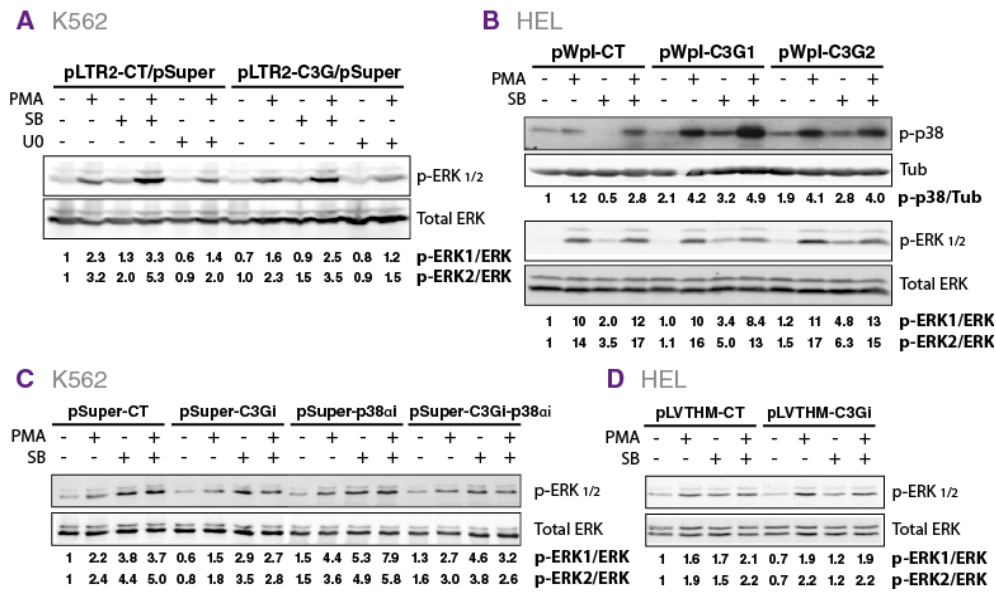 A K562
pLTR2-CT/pSuper pLTR2-C3G/pSuper
PMA - + - + - + - + - + - +
SB - - + + - - - - + + - -
U0 - - - - + + - - - - + +
p-ERK 1/2
Total ERK
1 2.3 1.3 3.3 0.6 1.4 0.7 1.6 0.9 2.5 0.8 1.2 p-ERK1/ERK
1 3.2 2.0 5.3 0.9 2.0 1.0 2.3 1.5 3.5 0.9 1.5 p-ERK2/ERK
B HEL
pWpI-CT pWpI-C3G1 pWpI-C3G2
PMA - + - + - + - + - + - +
SB - - + + - - + + - - + +
p-p38
Tub
1 1.2 0.5 2.8 2.1 4.2 3.2 4.9 1.9 4.1 2.8 4.0 p-p38/Tub
p-ERK 1/2
Total ERK
1 10 2.0 12 1.0 10 3.4 8.4 1.2 11 4.8 13 p-ERK1/ERK
1 14 3.5 17 1.1 16 5.0 13 1.5 17 6.3 15 p-ERK2/ERK
C K562
pSuper-CT pSuper-C3Gi pSuper-p38αi pSuper-C3Gi-p38αi
PMA - + - + - + - + - + - + - + - +
SB - - + + - - + + - - + + - - + +
p-ERK 1/2
Total ERK
1 2.2 3.8 3.7 0.6 1.5 2.9 2.7 1.5 4.4 5.3 7.9 1.3 2.7 4.6 3.2 p-ERK1/ERK
1 2.4 4.4 5.0 0.8 1.8 3.5 2.8 1.5 3.6 4.9 5.8 1.6 3.0 3.8 2.6 p-ERK2/ERK
D HEL
pLVTHM-CT pLVTHM-C3Gi
PMA - + - + - + - +
SB - - + + - - + +
p-ERK 1/2
Total ERK
1 1.6 1.7 2.1 0.7 1.9 1.2 1.9 p-ERK1/ERK
1 1.9 1.5 2.2 0.7 2.2 1.2 2.2 p-ERK2/ERK